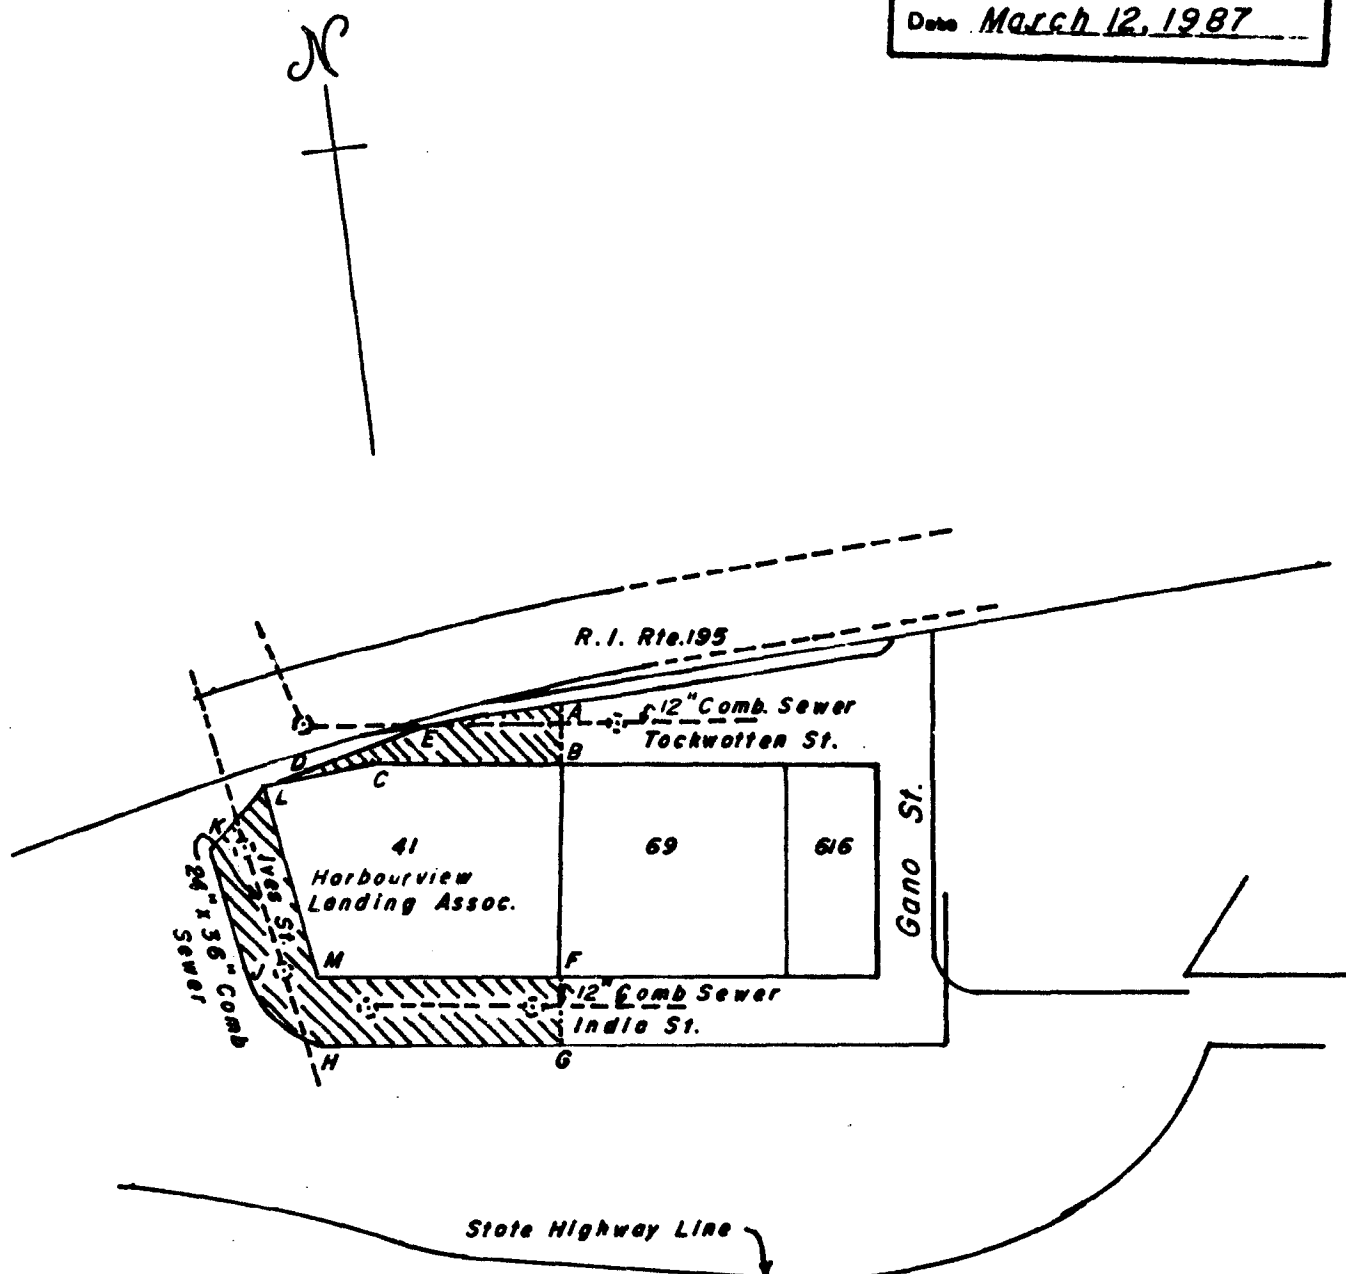 Date March 12, 1987
N
R. I. Rte. 195
A
12" Comb. Sewer
E
Tockwotten St.
D
B
C
L
K
41
69
616
Gano St.
Harbourview
Landing Assoc.
Ives St.
24" x 36" Comb
Sewer
M
F
J
12" Comb Sewer
India St.
H
G
State Highway Line